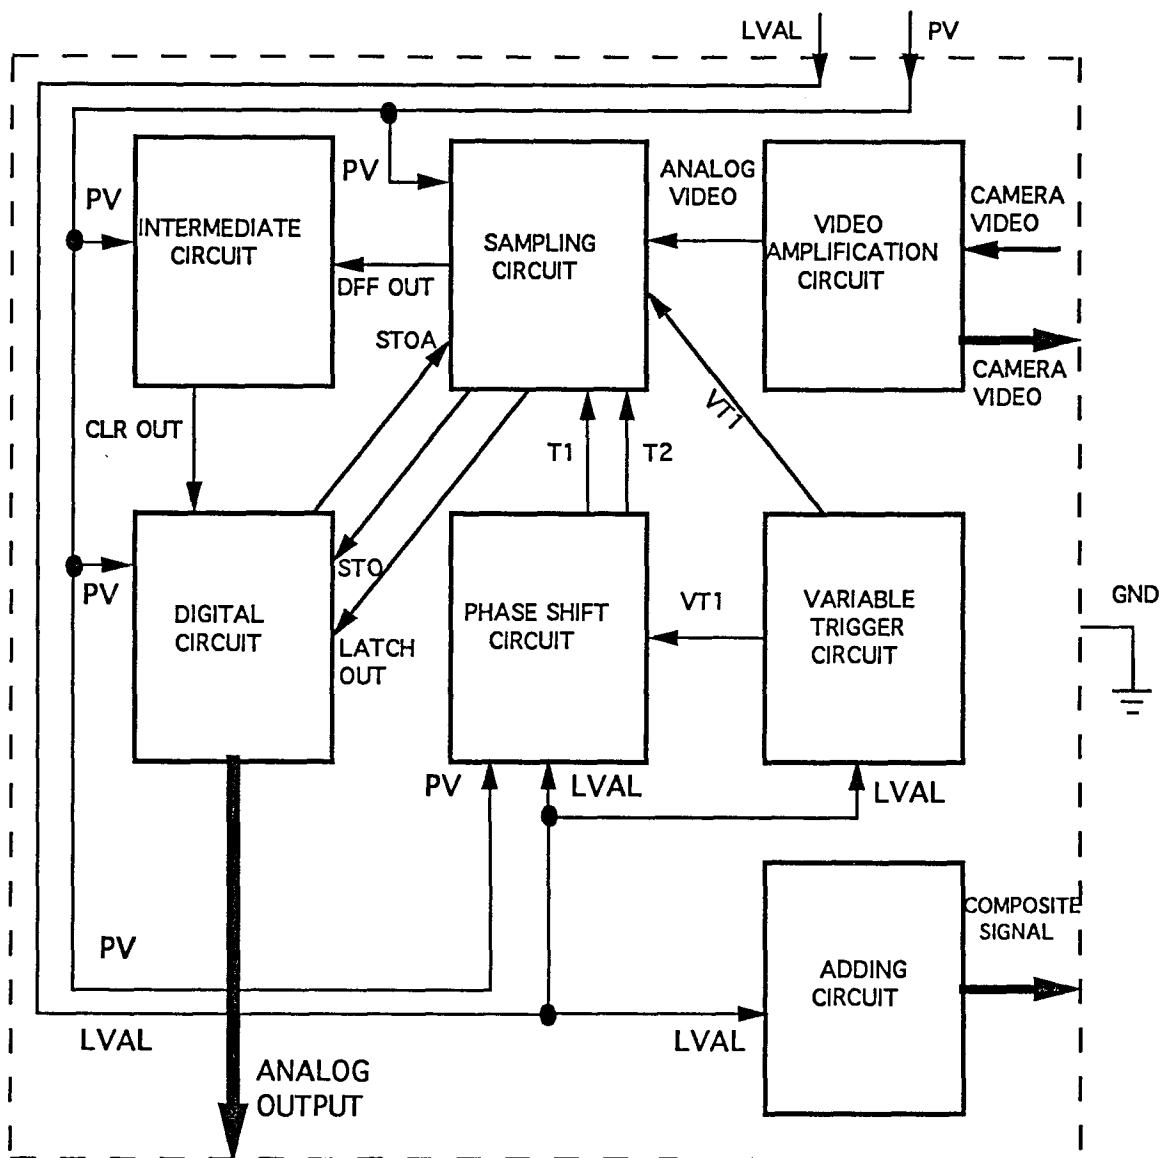 LVAL
PV
PV
PV
INTERMEDIATE
CIRCUIT
SAMPLING
CIRCUIT
ANALOG
VIDEO
VIDEO
AMPLIFICATION
CIRCUIT
CAMERA
VIDEO
DFF OUT
STOA
CAMERA
VIDEO
CLR OUT
T1
T2
VT1
PV
STO
DIGITAL
CIRCUIT
LATCH
OUT
PHASE SHIFT
CIRCUIT
VT1
VARIABLE
TRIGGER
CIRCUIT
GND
PV
LVAL
LVAL
PV
ADDING
CIRCUIT
COMPOSITE
SIGNAL
LVAL
LVAL
ANALOG
OUTPUT